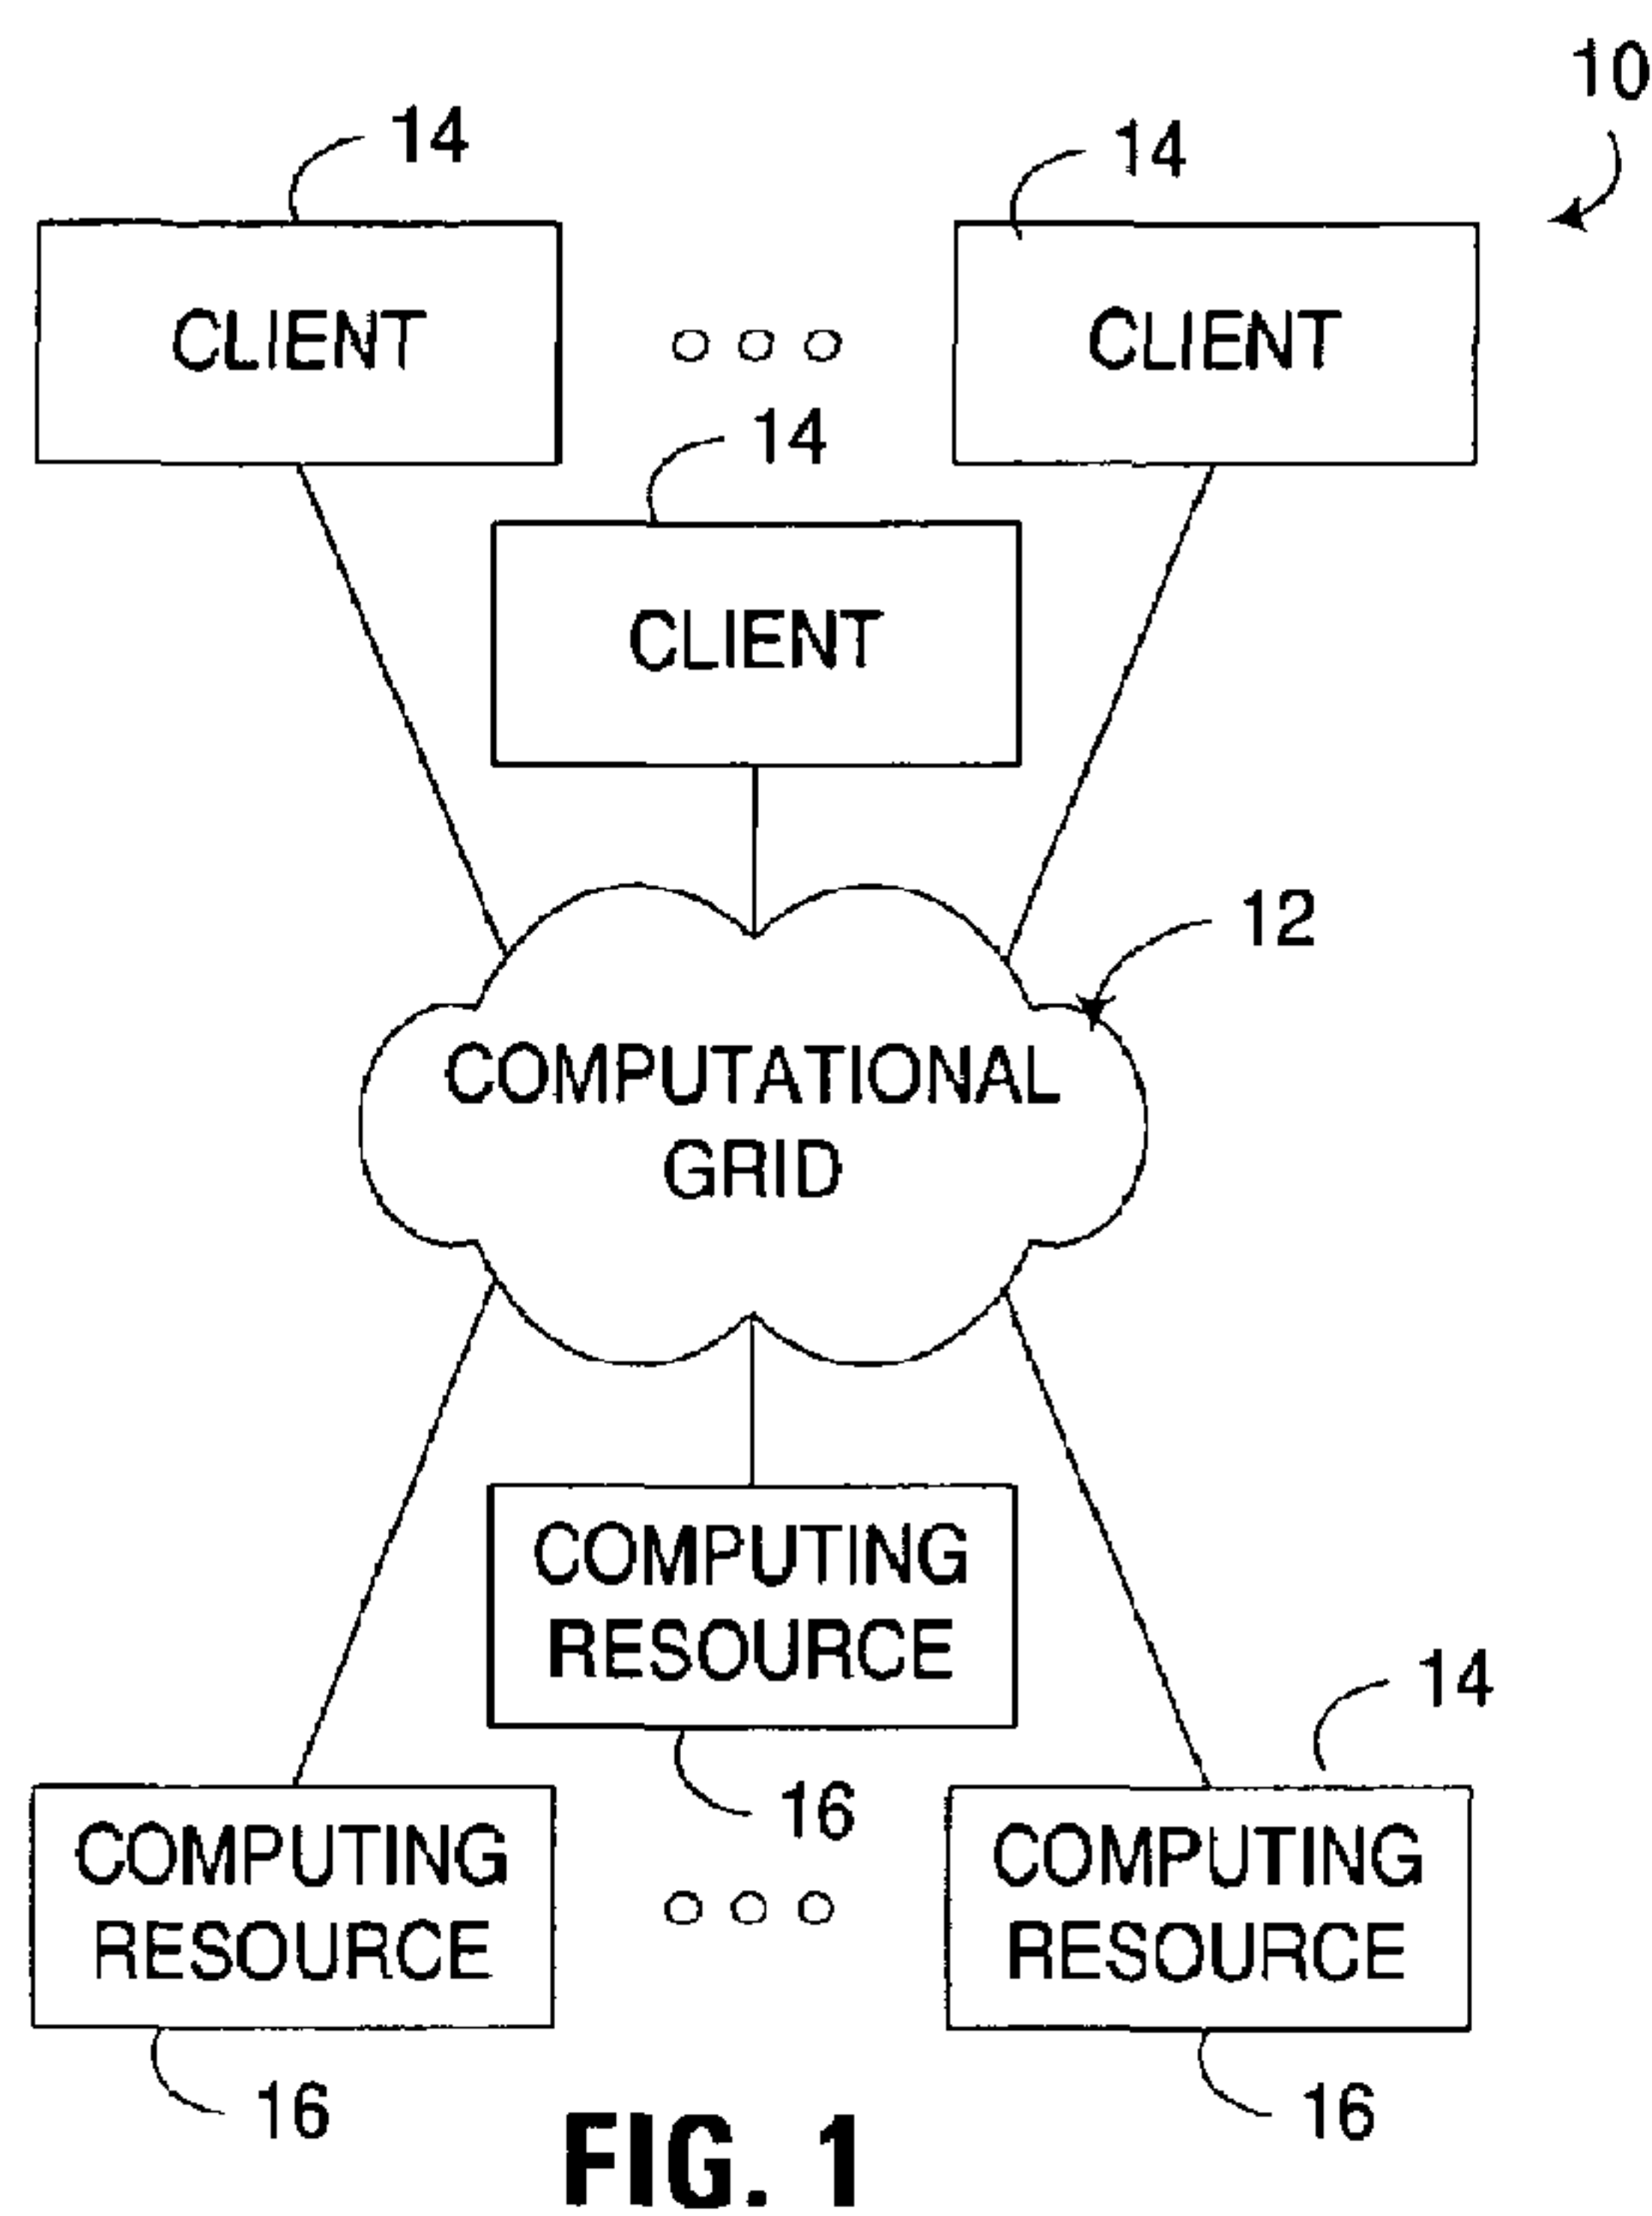 10
14
14
CLIENT
CLIENT
14
CLIENT
12
COMPUTATIONAL
GRID
COMPUTING
RESOURCE
14
16
COMPUTING
RESOURCE
COMPUTING
RESOURCE
16
16
FIG. 1